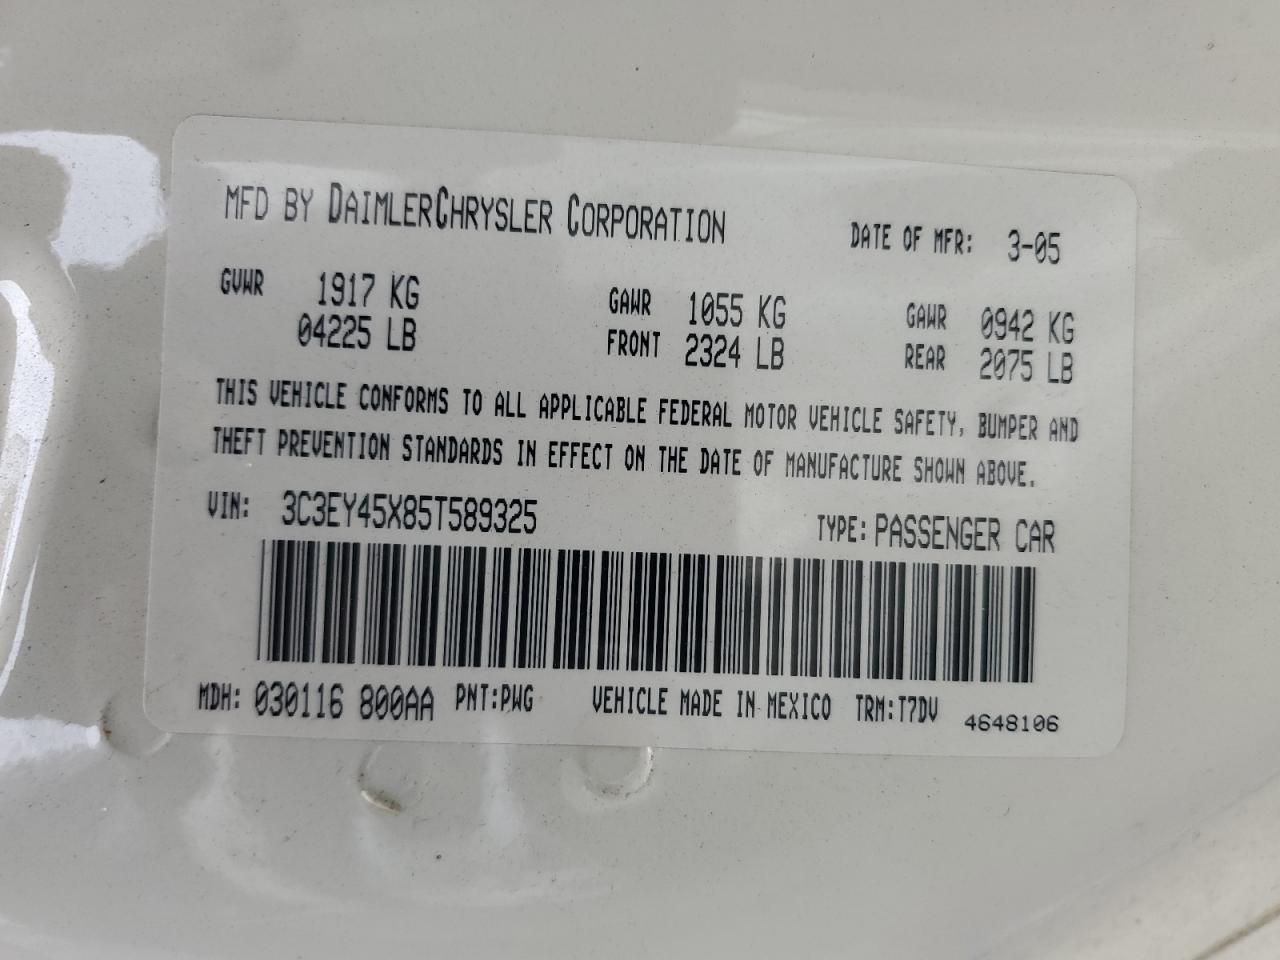 MFD BY DAIMLERCHRYSLER CORPORATION DATE OF MFR: 3-05
GVWR 1917 KG GAWR 1055 KG GAWR 0942 KG
04225 LB FRONT 2324 LB REAR 2075 LB
THIS VEHICLE CONFORMS TO ALL APPLICABLE FEDERAL MOTOR VEHICLE SAFETY, BUMPER AND
THEFT PREVENTION STANDARDS IN EFFECT ON THE DATE OF MANUFACTURE SHOWN ABOVE.
VIN: 3C3EY45X85T589325 TYPE: PASSENGER CAR
MDH: 030116 800AA PNT:PWG VEHICLE MADE IN MEXICO TRM:T7DV 4648106